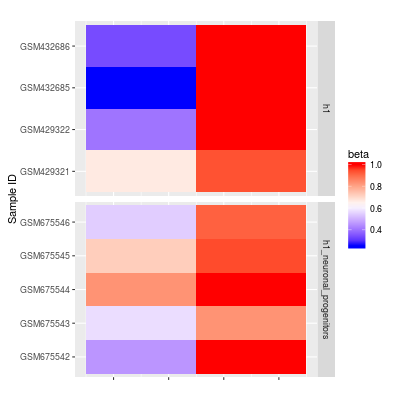 Sample ID
GSM432686
GSM432685
GSM429322
GSM429321
h1
GSM675546
GSM675545
GSM675544
GSM675543
GSM675542
h1_neuronal_progenitors
beta
1.0
0.8
0.6
0.4